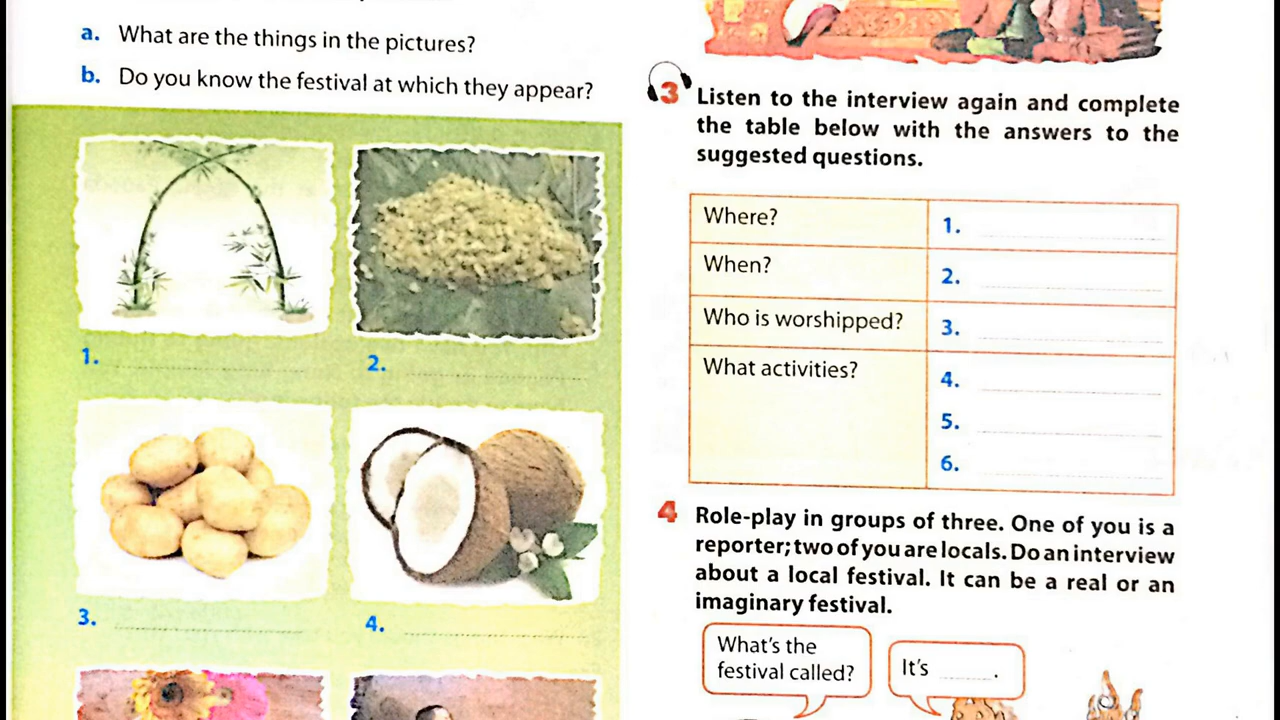 a. What are the things in the pictures?
b. Do you know the festival at which they appear?
1.
2.
3.
4.
3 Listen to the interview again and complete
the table below with the answers to the
suggested questions.
Where? 1.
When? 2.
Who is worshipped? 3.
What activities? 4.
5.
6.
4 Role-play in groups of three. One of you is a
reporter; two of you are locals. Do an interview
about a local festival. It can be a real or an
imaginary festival.
What's the
festival called?
It's ........ .